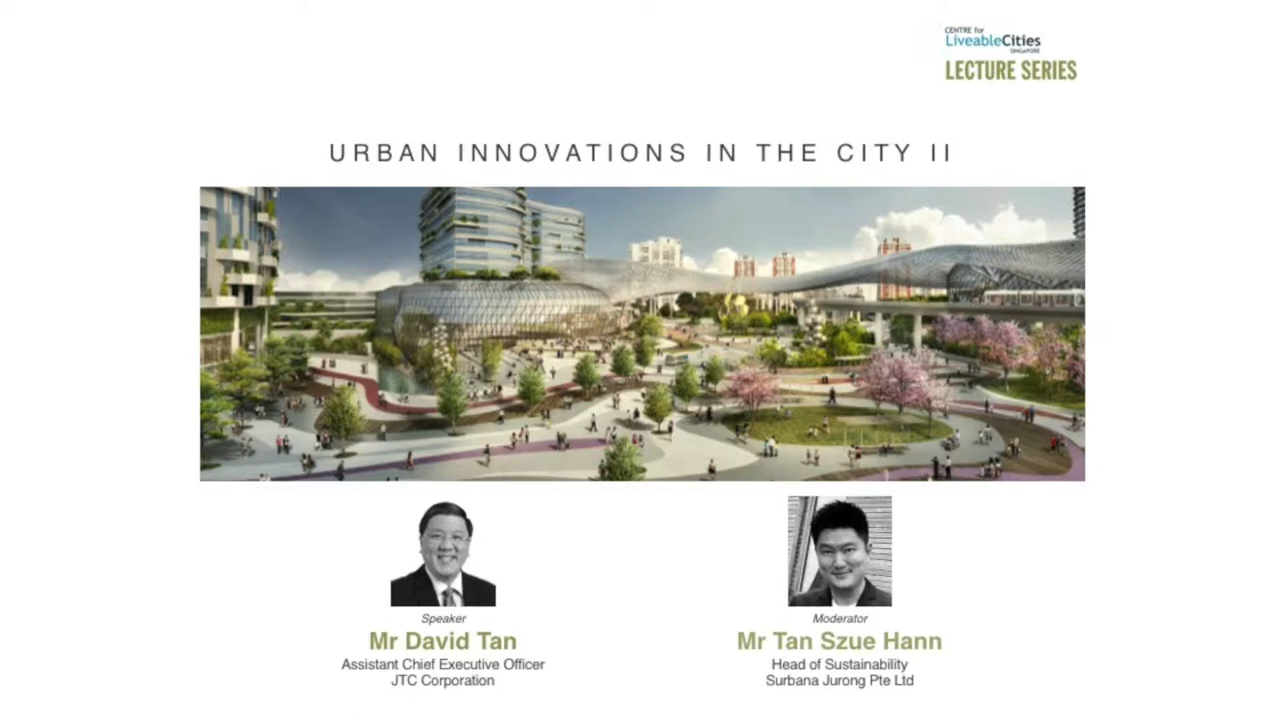 CENTRE for
LiveableCities
SINGAPORE
LECTURE SERIES
URBAN INNOVATIONS IN THE CITY II
Speaker
Mr David Tan
Assistant Chief Executive Officer
JTC Corporation
Moderator
Mr Tan Szue Hann
Head of Sustainability
Surbana Jurong Pte Ltd